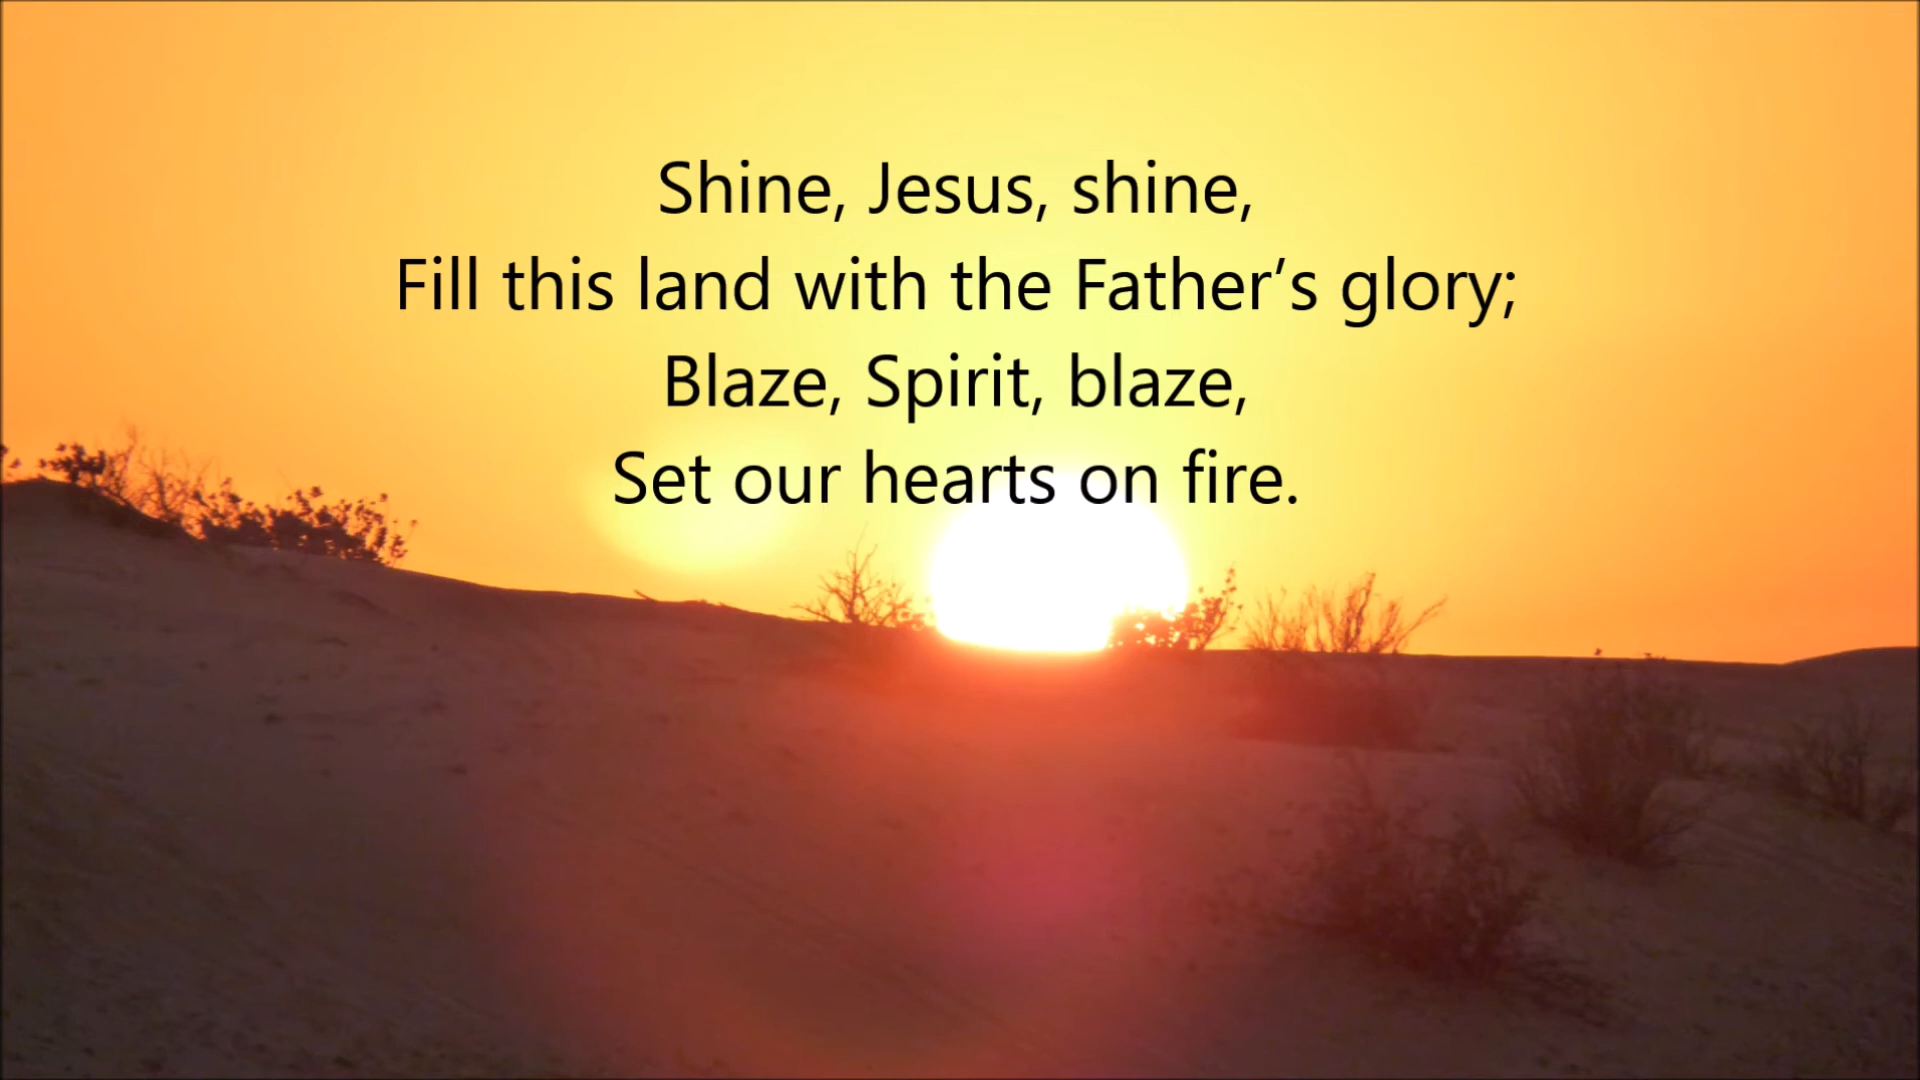 Shine, Jesus, shine,
Fill this land with the Father’s glory;
Blaze, Spirit, blaze,
Set our hearts on fire.